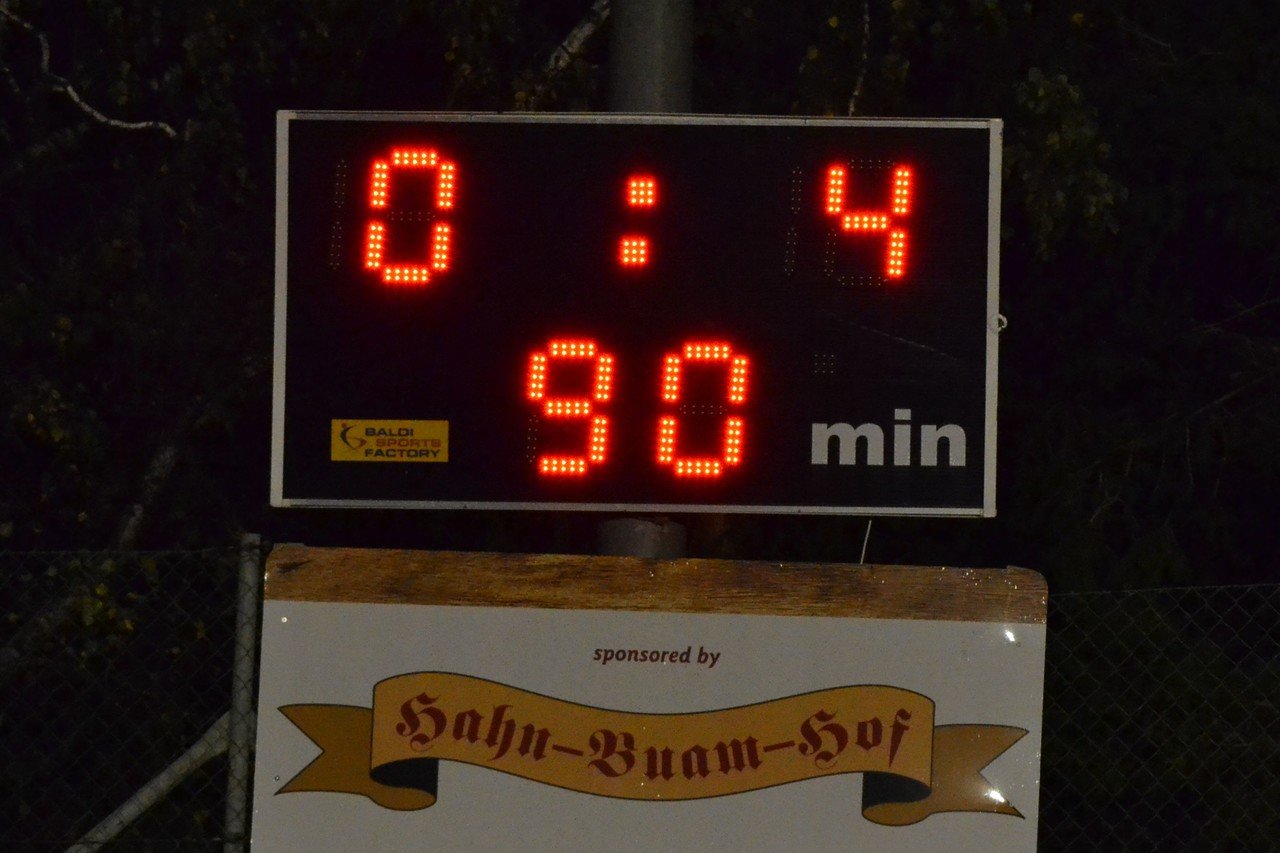 0 : 4
90 min
BALDI
SPORTS
FACTORY
sponsored by
Hahn-Buam-Hof